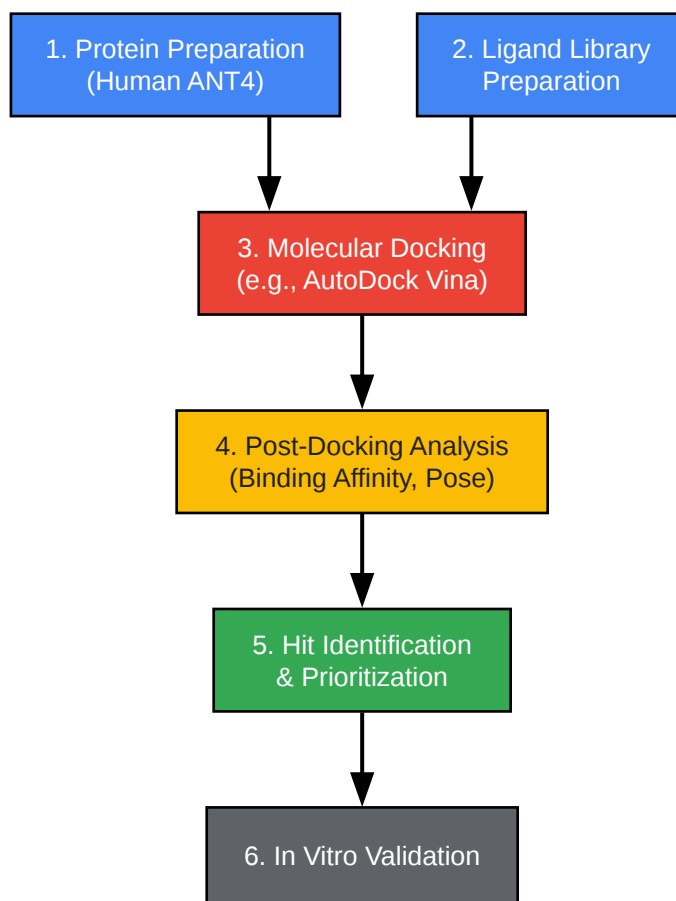 1. Protein Preparation
(Human ANT4)
2. Ligand Library
Preparation
3. Molecular Docking
(e.g., AutoDock Vina)
4. Post-Docking Analysis
(Binding Affinity, Pose)
5. Hit Identification
& Prioritization
6. In Vitro Validation